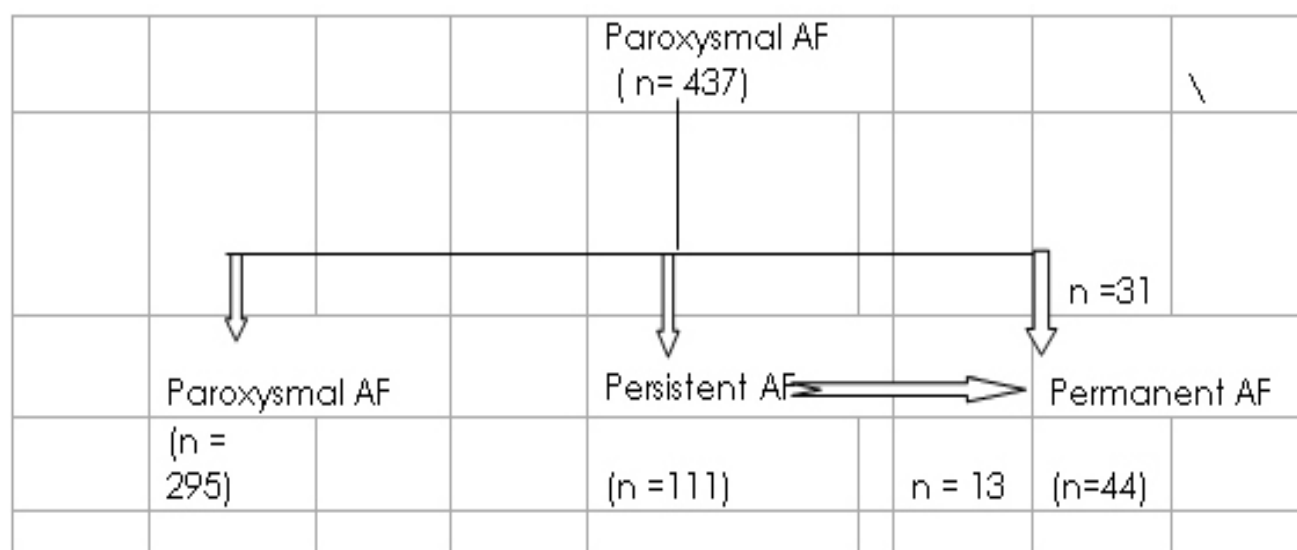 Paroxysmal AF
( n= 437)
\
n =31
Paroxysmal AF
Persistent AF
Permanent AF
(n =
295)
(n =111)
n = 13
(n=44)